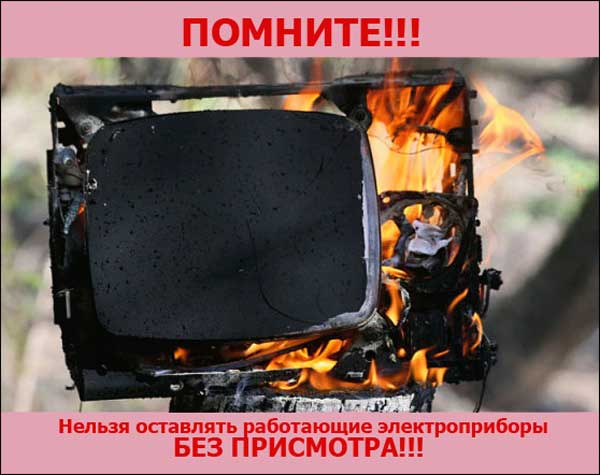 ПОМНИТЕ!!!
Нельзя оставлять работающие электроприборы
БЕЗ ПРИСМОТРА!!!